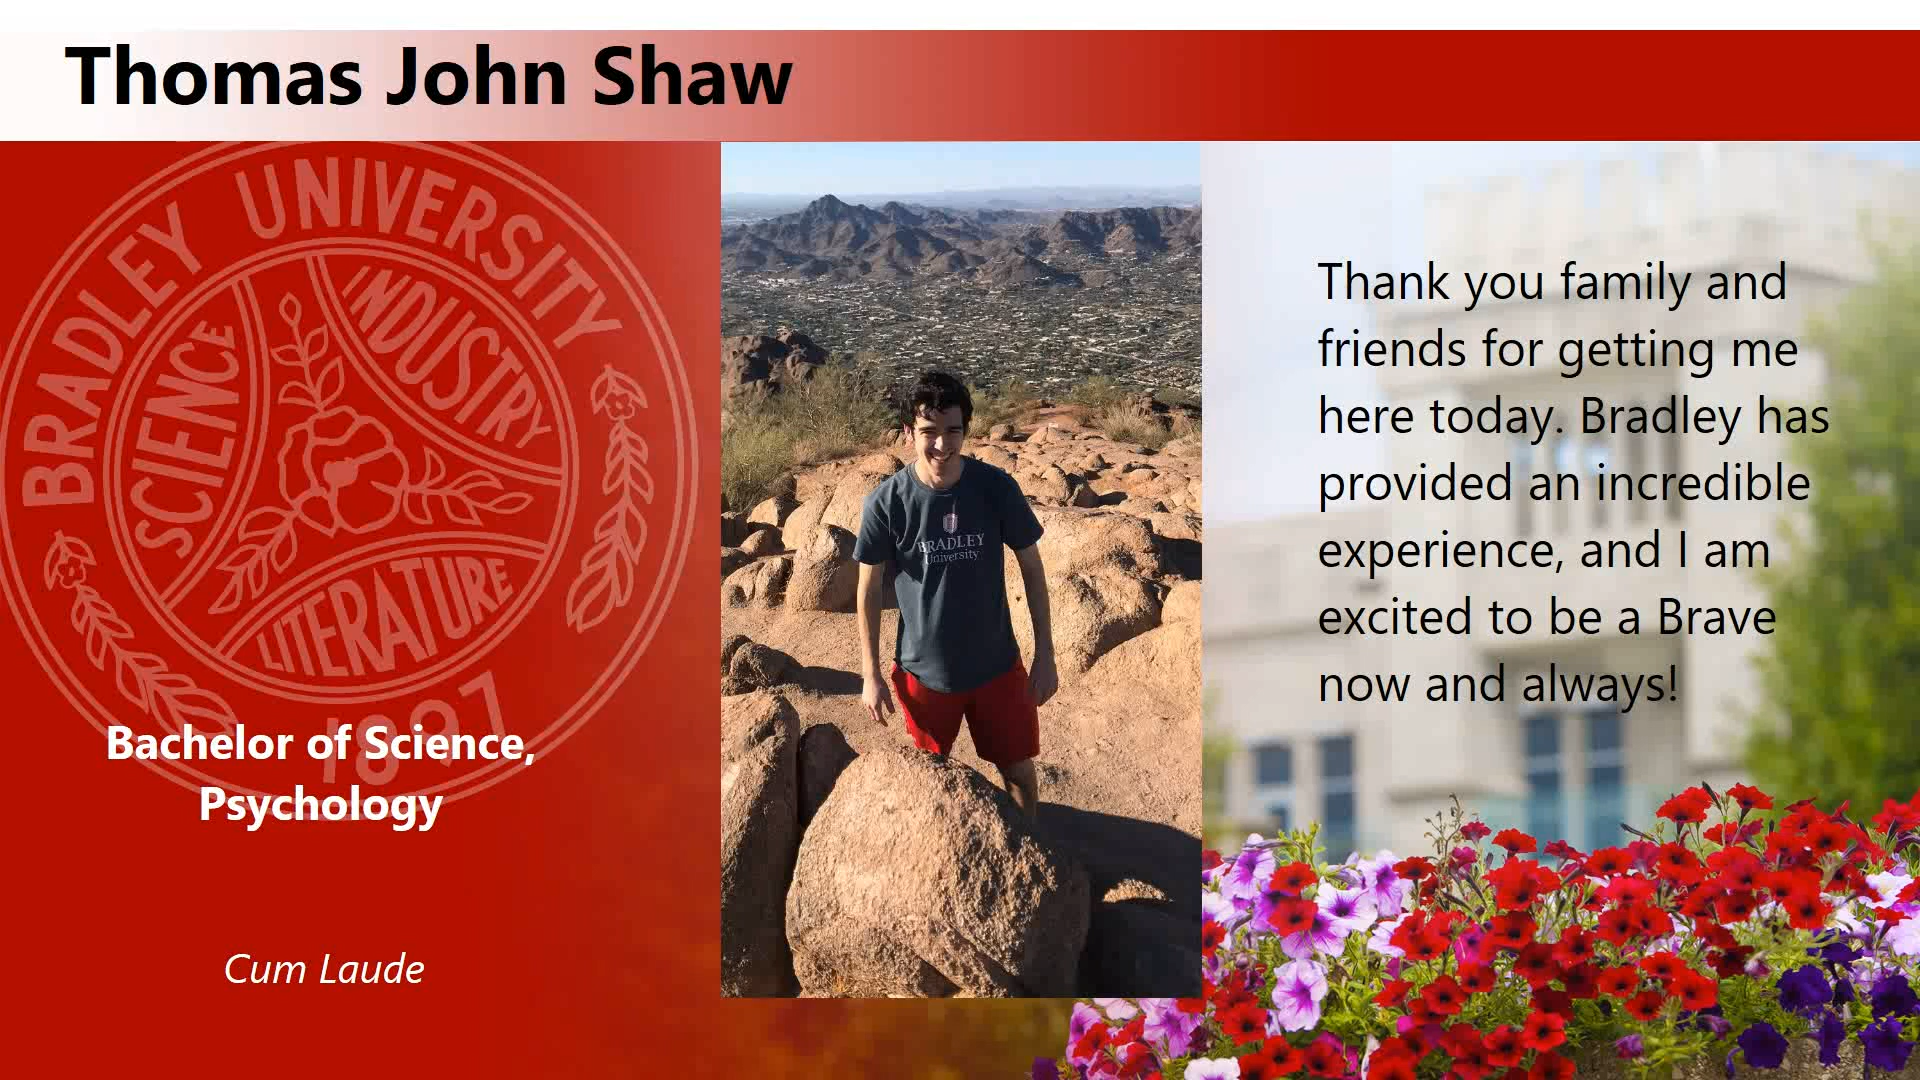 Thomas John Shaw
BRADLEY UNIVERSITY
SCIENCE
INDUSTRY
LITERATURE
1897
Bachelor of Science,
Psychology
Cum Laude
BRADLEY
University
Thank you family and
friends for getting me
here today. Bradley has
provided an incredible
experience, and I am
excited to be a Brave
now and always!